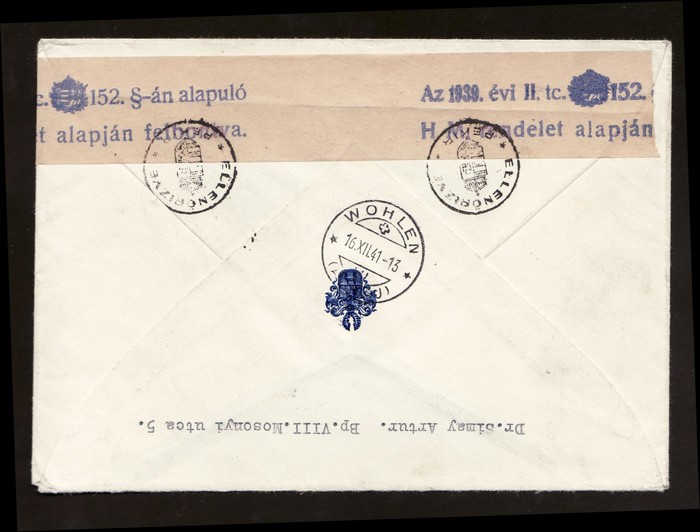 c. 152. §-án alapuló
et alapján felbontva.
Az 1939. évi II. tc. 152.
H. M. rendelet alapján
ELLENŐRIZVE
ELLENŐRIZVE
WOHLEN
16.XII.41-13
Dr. Simay Artur. Bp.VIII.Mosonyi utca 5.